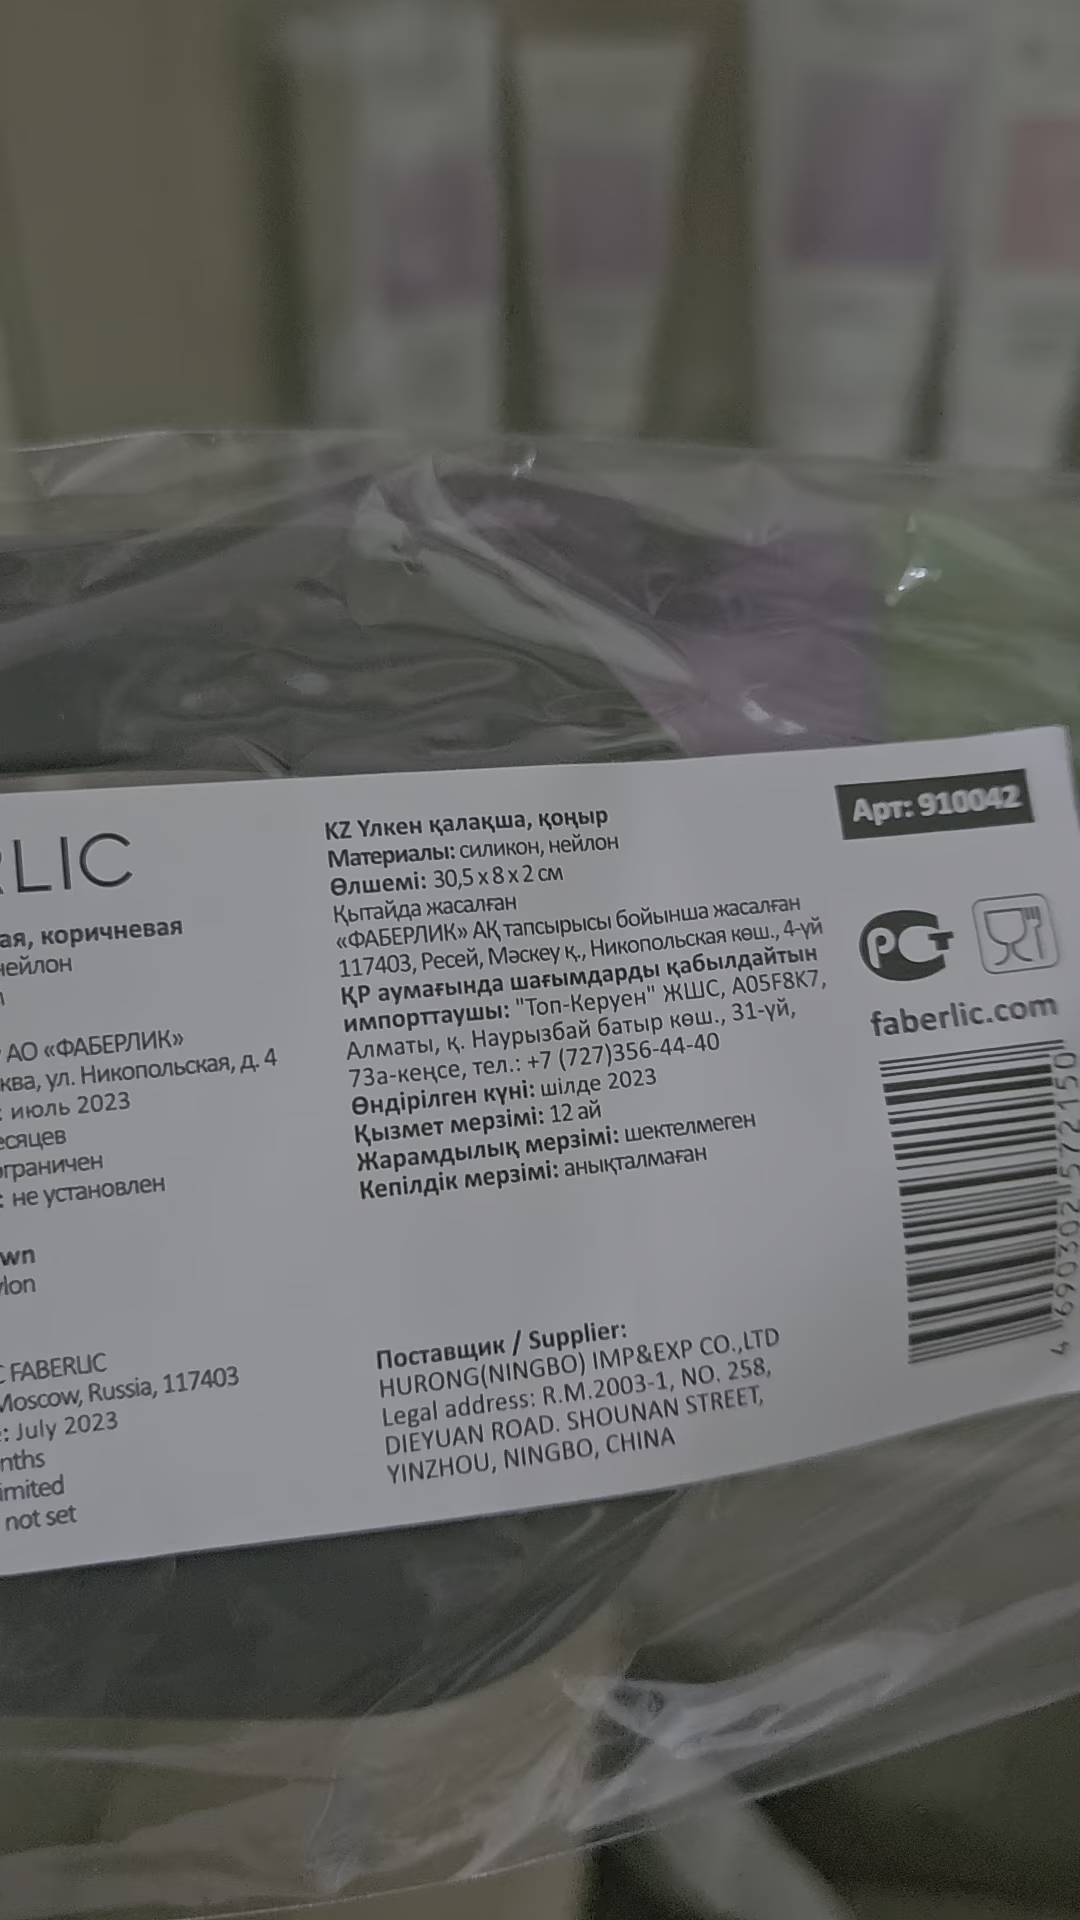 RLIC
ая, коричневая
нейлон
АО «ФАБЕРЛИК»
ква, ул. Никопольская, д. 4
: июль 2023
есяцев
ограничен
: не установлен
wn
ylon
C FABERLIC
Moscow, Russia, 117403
: July 2023
nths
imited
not set
KZ Үлкен қалақша, қоңыр
Материалы: силикон, нейлон
Өлшемі: 30,5 x 8 x 2 см
Қытайда жасалған
«ФАБЕРЛИК» АҚ тапсырысы бойынша жасалған
117403, Ресей, Мәскеу қ., Никопольская көш., 4-үй
ҚР аумағында шағымдарды қабылдайтын
импорттаушы: "Топ-Керуен" ЖШС, A05F8K7,
Алматы, қ. Наурызбай батыр көш., 31-үй,
73а-кеңсе, тел.: +7 (727)356-44-40
Өндірілген күні: шілде 2023
Қызмет мерзімі: 12 ай
Жарамдылық мерзімі: шектелмеген
Кепілдік мерзімі: анықталмаған
Поставщик / Supplier:
HURONG(NINGBO) IMP&EXP CO.,LTD
Legal address: R.M.2003-1, NO. 258,
DIEYUAN ROAD. SHOUNAN STREET,
YINZHOU, NINGBO, CHINA
Арт: 910042
РСТ
faberlic.com
4 690302 572150